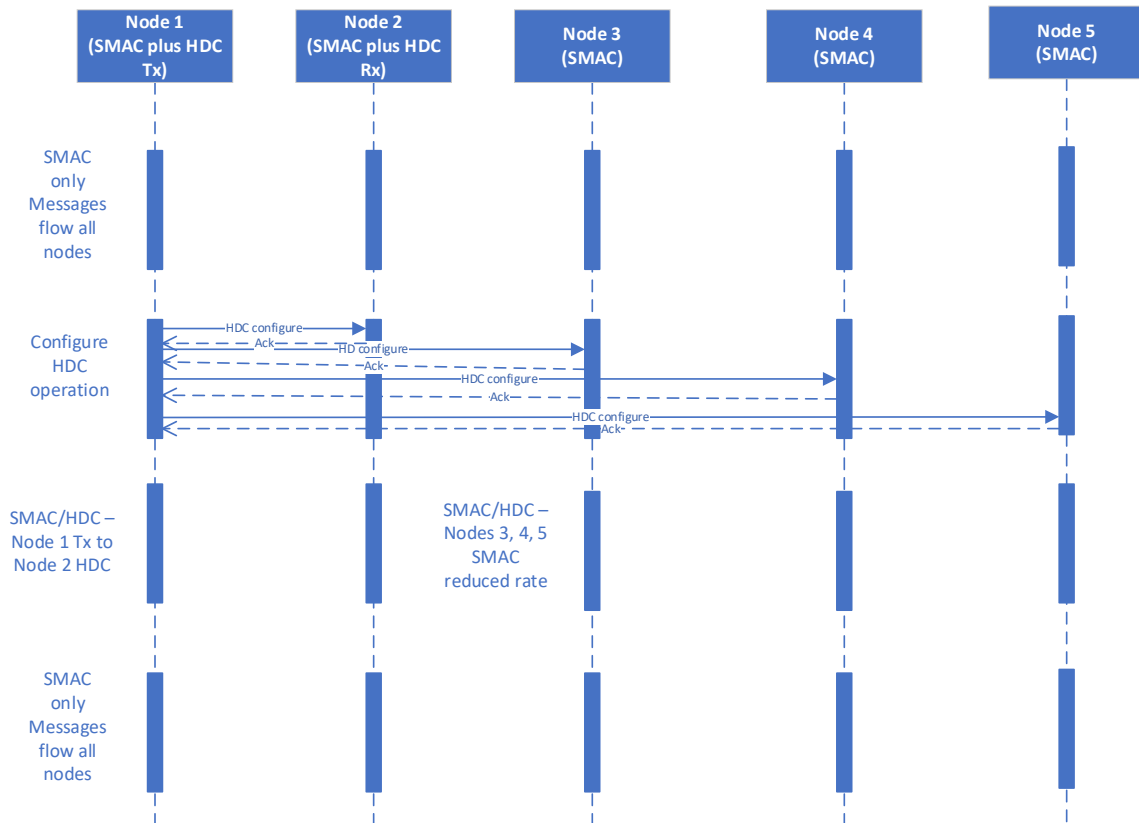 Node 1
(SMAC plus HDC
Tx)
Node 2
(SMAC plus HDC
Rx)
Node 3
(SMAC)
Node 4
(SMAC)
Node 5
(SMAC)
SMAC
only
Messages
flow all
nodes
Configure
HDC
operation
HDC configure
Ack
HD configure
Ack
HDC configure
Ack
HDC configure
Ack
SMAC/HDC –
Node 1 Tx to
Node 2 HDC
SMAC/HDC –
Nodes 3, 4, 5
SMAC
reduced rate
SMAC
only
Messages
flow all
nodes